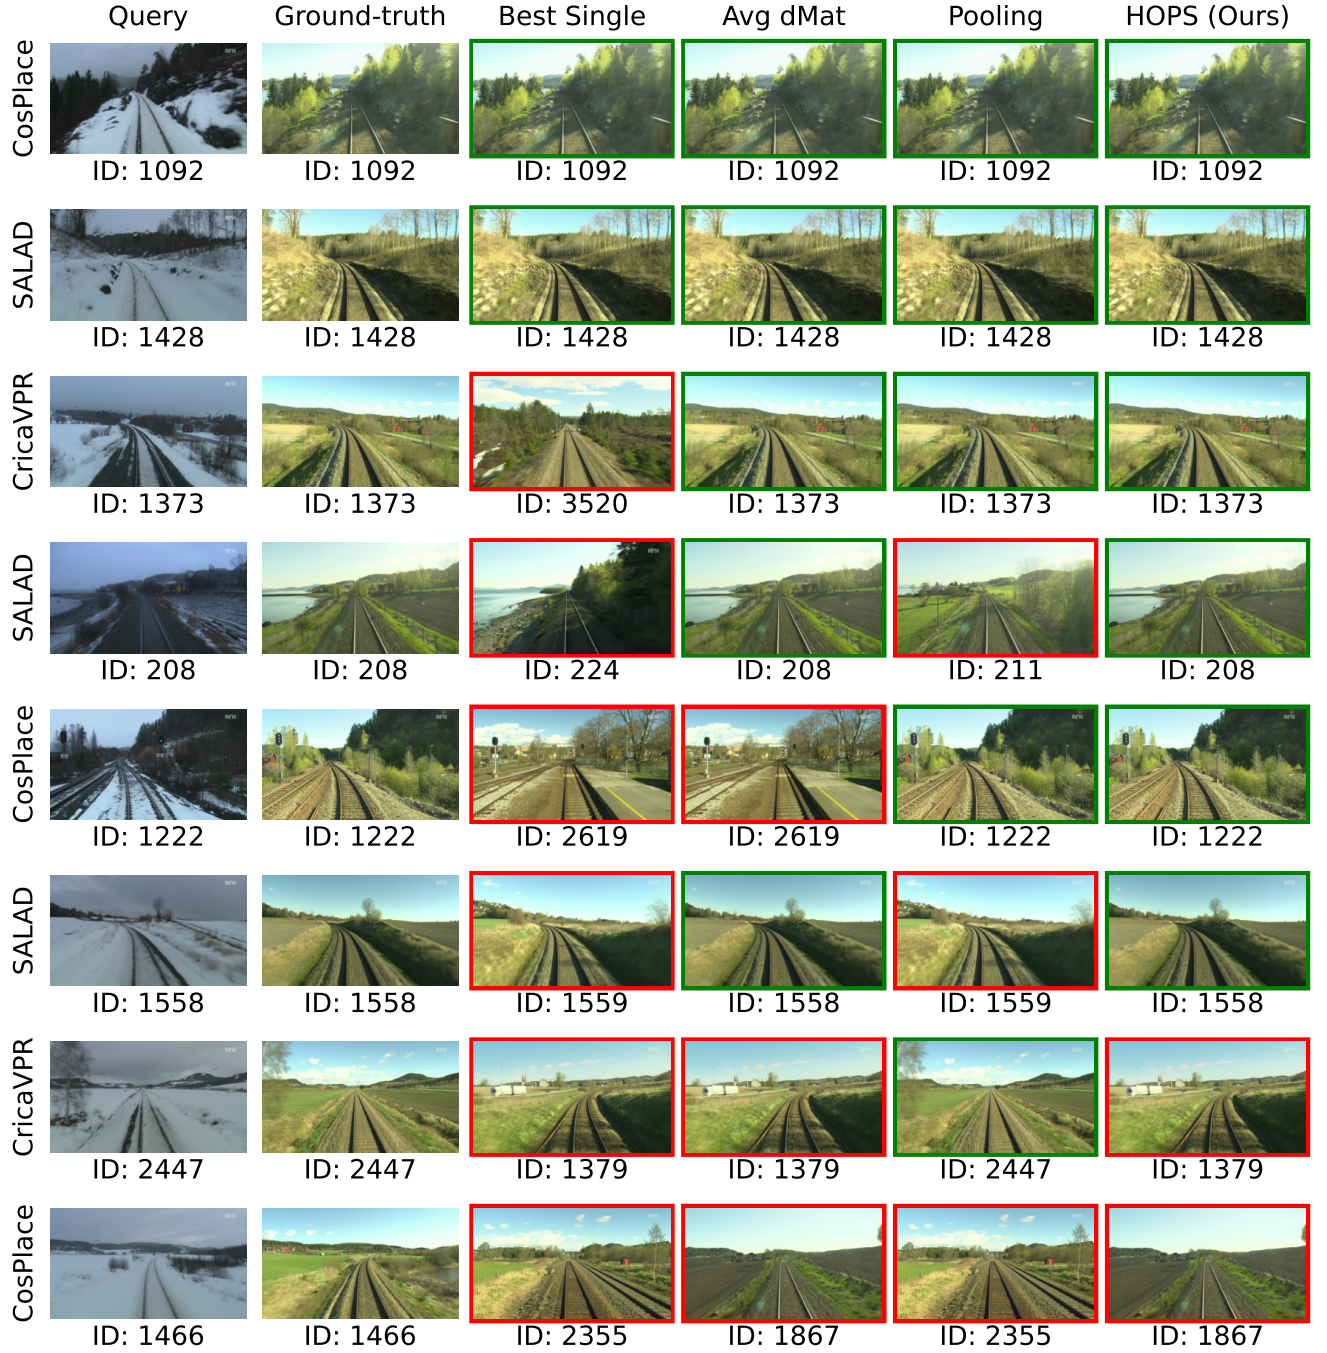 Query Ground-truth Best Single Avg dMat Pooling HOPS (Ours)
CosPlace
ID: 1092 ID: 1092 ID: 1092 ID: 1092 ID: 1092 ID: 1092
SALAD
ID: 1428 ID: 1428 ID: 1428 ID: 1428 ID: 1428 ID: 1428
CricaVPR
ID: 1373 ID: 1373 ID: 3520 ID: 1373 ID: 1373 ID: 1373
SALAD
ID: 208 ID: 208 ID: 224 ID: 208 ID: 211 ID: 208
CosPlace
ID: 1222 ID: 1222 ID: 2619 ID: 2619 ID: 1222 ID: 1222
SALAD
ID: 1558 ID: 1558 ID: 1559 ID: 1558 ID: 1559 ID: 1558
CricaVPR
ID: 2447 ID: 2447 ID: 1379 ID: 1379 ID: 2447 ID: 1379
CosPlace
ID: 1466 ID: 1466 ID: 2355 ID: 1867 ID: 2355 ID: 1867